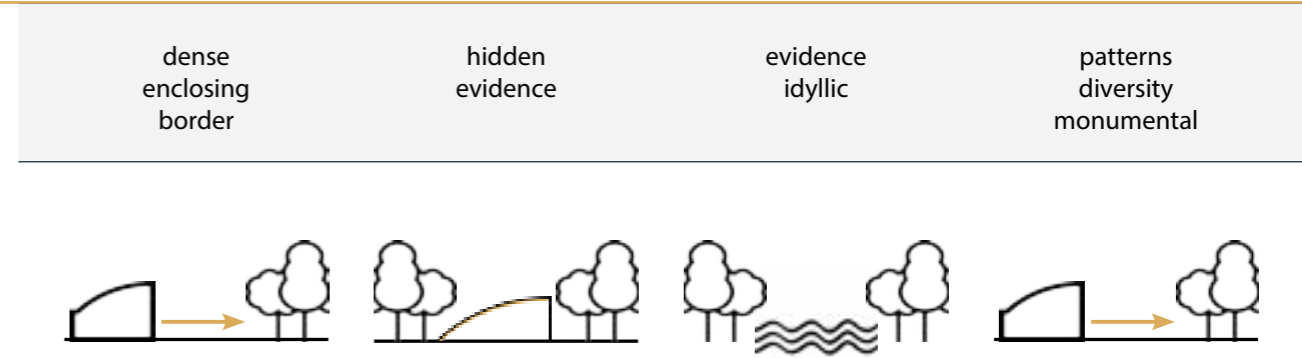 dense
enclosing
border
hidden
evidence
evidence
idyllic
patterns
diversity
monumental